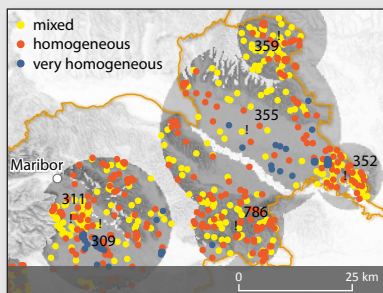 mixed
homogeneous
very homogeneous
359
355
!
352
!
Maribor
311
! !
309
786
!
0 25 km